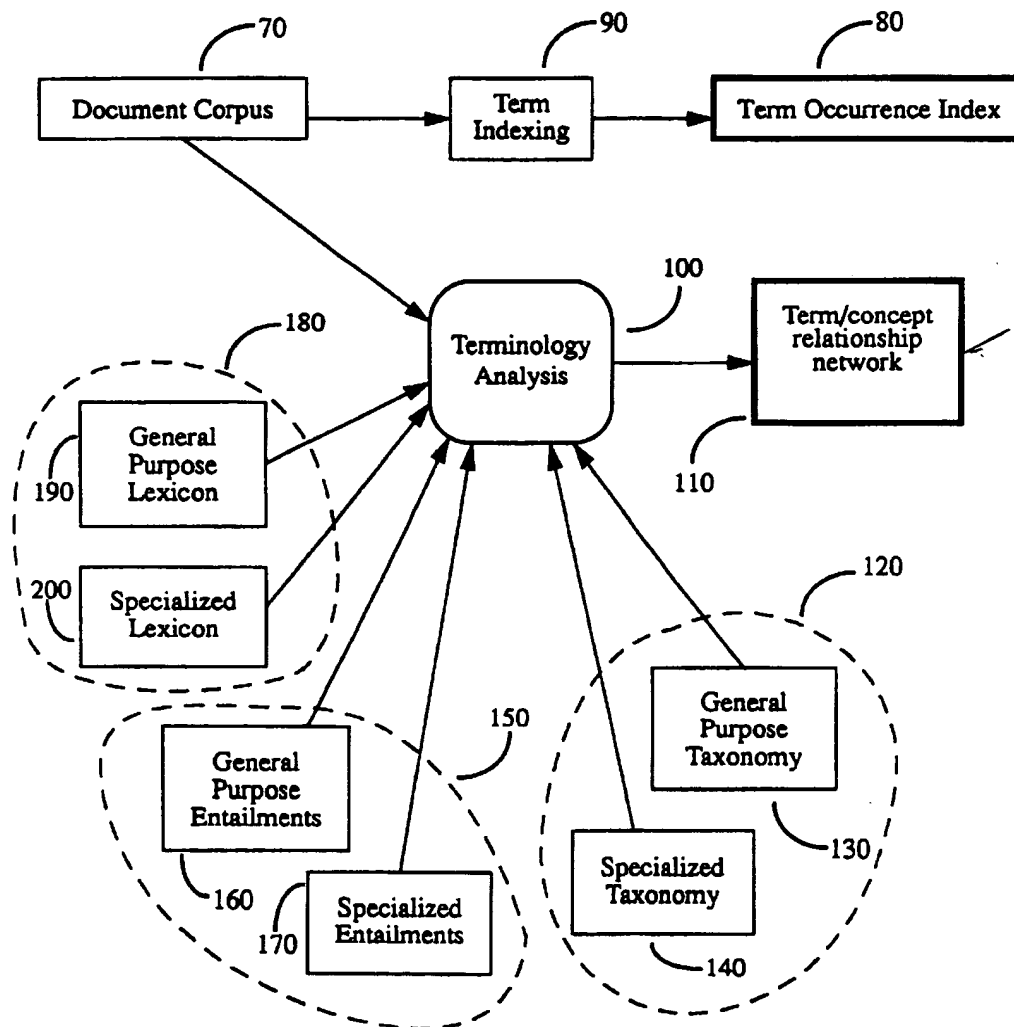 70
90
80
Document Corpus
Term
Indexing
Term Occurrence Index
100
Terminology
Analysis
Term/concept
relationship
network
110
180
General
Purpose
Lexicon
190
200
Specialized
Lexicon
120
General
Purpose
Taxonomy
130
150
General
Purpose
Entailments
160
Specialized
Taxonomy
140
170
Specialized
Entailments